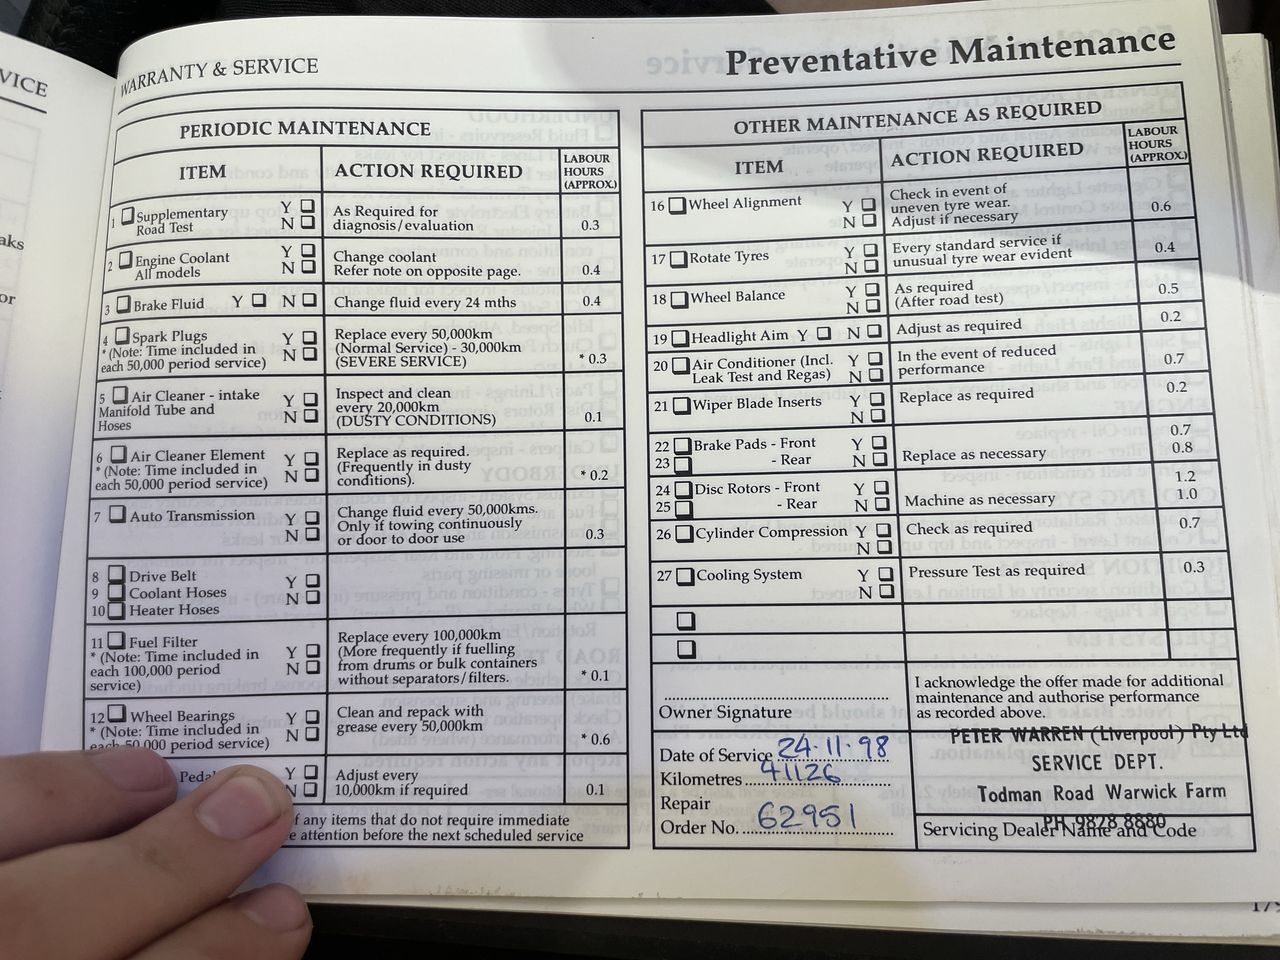 VICE
aks
or
WARRANTY & SERVICE
Preventative Maintenance
PERIODIC MAINTENANCE
ITEM
ACTION REQUIRED
LABOUR
HOURS
(APPROX.)
1 Supplementary Road Test Y N
As Required for
diagnosis/evaluation
0.3
2 Engine Coolant All models Y N
Change coolant
Refer note on opposite page.
0.4
3 Brake Fluid Y N
Change fluid every 24 mths
0.4
4 Spark Plugs Y
* (Note: Time included in N
each 50,000 period service)
Replace every 50,000km
(Normal Service) - 30,000km
(SEVERE SERVICE)
* 0.3
5 Air Cleaner - intake Y
Manifold Tube and N
Hoses
Inspect and clean
every 20,000km
(DUSTY CONDITIONS)
0.1
6 Air Cleaner Element Y
* (Note: Time included in N
each 50,000 period service)
Replace as required.
(Frequently in dusty
conditions).
* 0.2
7 Auto Transmission Y N
Change fluid every 50,000kms.
Only if towing continuously
or door to door use
0.3
8 Drive Belt Y
9 Coolant Hoses N
10 Heater Hoses
11 Fuel Filter Y
* (Note: Time included in N
each 100,000 period
service)
Replace every 100,000km
(More frequently if fuelling
from drums or bulk containers
without separators/filters.
* 0.1
12 Wheel Bearings Y
* (Note: Time included in N
each 50,000 period service)
Clean and repack with
grease every 50,000km
* 0.6
Pedal Y N
Adjust every
10,000km if required
0.1
f any items that do not require immediate
e attention before the next scheduled service
OTHER MAINTENANCE AS REQUIRED
ITEM
ACTION REQUIRED
LABOUR
HOURS
(APPROX.)
16 Wheel Alignment Y N
Check in event of
uneven tyre wear.
Adjust if necessary
0.6
17 Rotate Tyres Y N
Every standard service if
unusual tyre wear evident
0.4
18 Wheel Balance Y N
As required
(After road test)
0.5
19 Headlight Aim Y N
Adjust as required
0.2
20 Air Conditioner (Incl. Y
Leak Test and Regas) N
In the event of reduced
performance
0.7
21 Wiper Blade Inserts Y N
Replace as required
0.2
22 Brake Pads - Front Y
23 - Rear N
Replace as necessary
0.7
0.8
24 Disc Rotors - Front Y
25 - Rear N
Machine as necessary
1.2
1.0
26 Cylinder Compression Y N
Check as required
0.7
27 Cooling System Y N
Pressure Test as required
0.3
Owner Signature
I acknowledge the offer made for additional
maintenance and authorise performance
as recorded above.
Date of Service 24·11·98
Kilometres 41126
Repair
Order No. 62951
PETER WARREN (Liverpool) Pty Ltd
SERVICE DEPT.
Todman Road Warwick Farm
PH 9828 8880
Servicing Dealer Name and Code